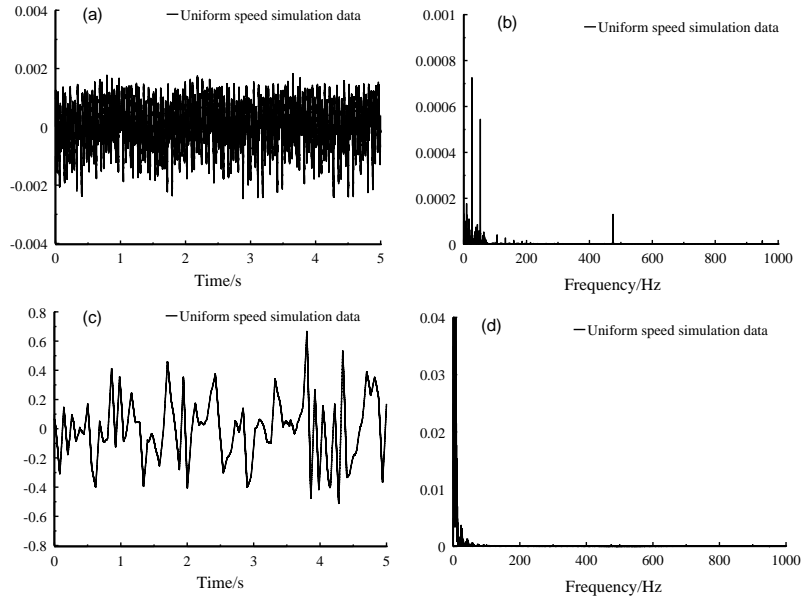 (a)
Uniform speed simulation data
0.004
0.002
0
-0.002
-0.004
0 1 2 3 4 5
Time/s
(b)
Uniform speed simulation data
0.001
0.0008
0.0006
0.0004
0.0002
0
0 200 400 600 800 1000
Frequency/Hz
(c)
Uniform speed simulation data
0.8
0.6
0.4
0.2
0
-0.2
-0.4
-0.6
-0.8
0 1 2 3 4 5
Time/s
(d)
Uniform speed simulation data
0.04
0.03
0.02
0.01
0
0 200 400 600 800 1000
Frequency/Hz